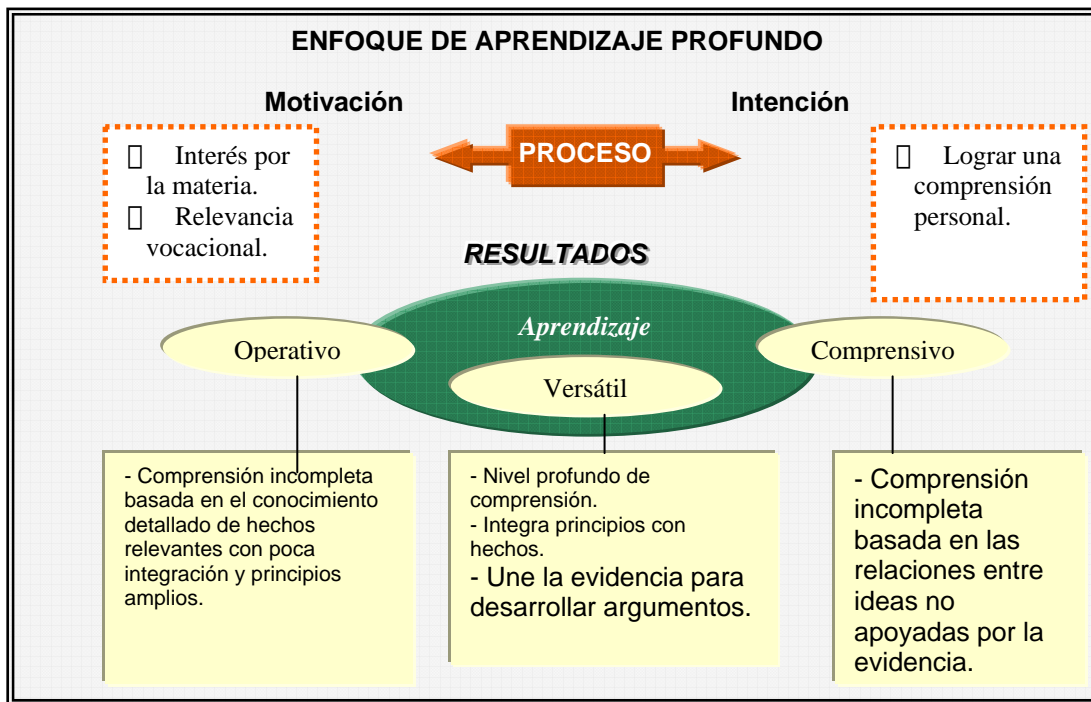 ENFOQUE DE APRENDIZAJE PROFUNDO
Motivación
Intención
PROCESO
Interés por
la materia.
Relevancia
vocacional.
Lograr una
comprensión
personal.
RESULTADOS
Aprendizaje
Operativo
Versátil
Comprensivo
- Comprensión incompleta
basada en el conocimiento
detallado de hechos
relevantes con poca
integración y principios
amplios.
- Nivel profundo de
comprensión.
- Integra principios con
hechos.
- Une la evidencia para
desarrollar argumentos.
- Comprensión
incompleta
basada en las
relaciones entre
ideas no
apoyadas por la
evidencia.